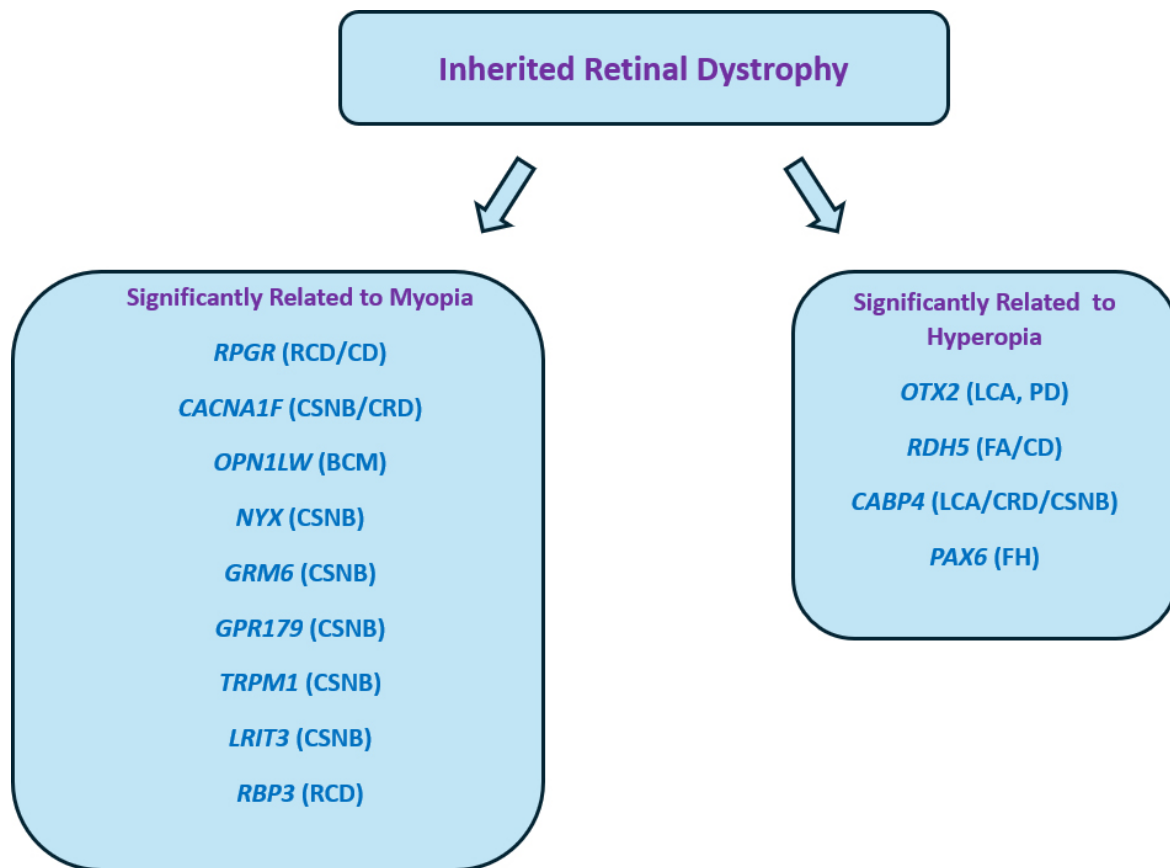 Inherited Retinal Dystrophy
Significantly Related to Myopia
RPGR (RCD/CD)
CACNA1F (CSNB/CRD)
OPN1LW (BCM)
NYX (CSNB)
GRM6 (CSNB)
GPR179 (CSNB)
TRPM1 (CSNB)
LRIT3 (CSNB)
RBP3 (RCD)
Significantly Related to
Hyperopia
OTX2 (LCA, PD)
RDH5 (FA/CD)
CABP4 (LCA/CRD/CSNB)
PAX6 (FH)